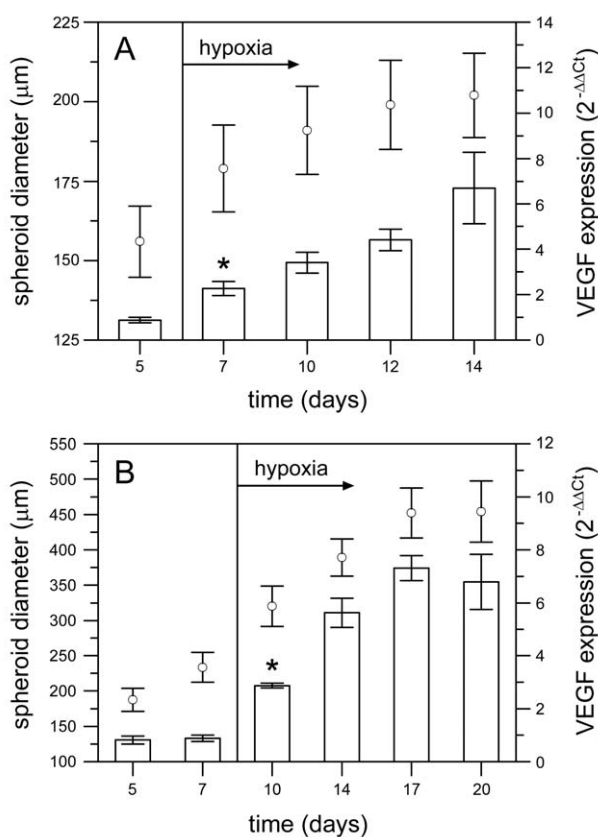 A
hypoxia
*
spheroid diameter (μm)
225
200
175
150
125
14
12
10
8
6
4
2
0
VEGF expression (2^-ΔΔCt)
5 7 10 12 14
time (days)
B
hypoxia
*
spheroid diameter (μm)
550
500
450
400
350
300
250
200
150
100
12
10
8
6
4
2
0
VEGF expression (2^-ΔΔCt)
5 7 10 14 17 20
time (days)